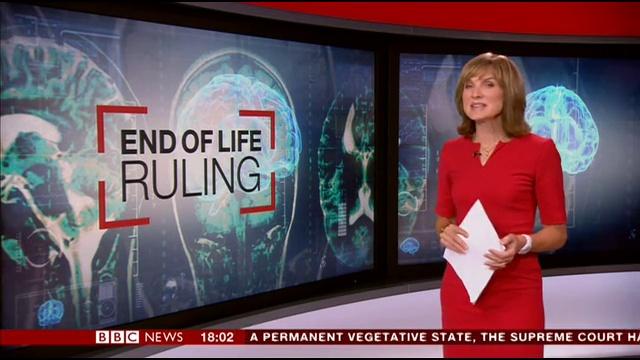 END OF LIFE
RULING
BBC NEWS 18:02 A PERMANENT VEGETATIVE STATE, THE SUPREME COURT HA